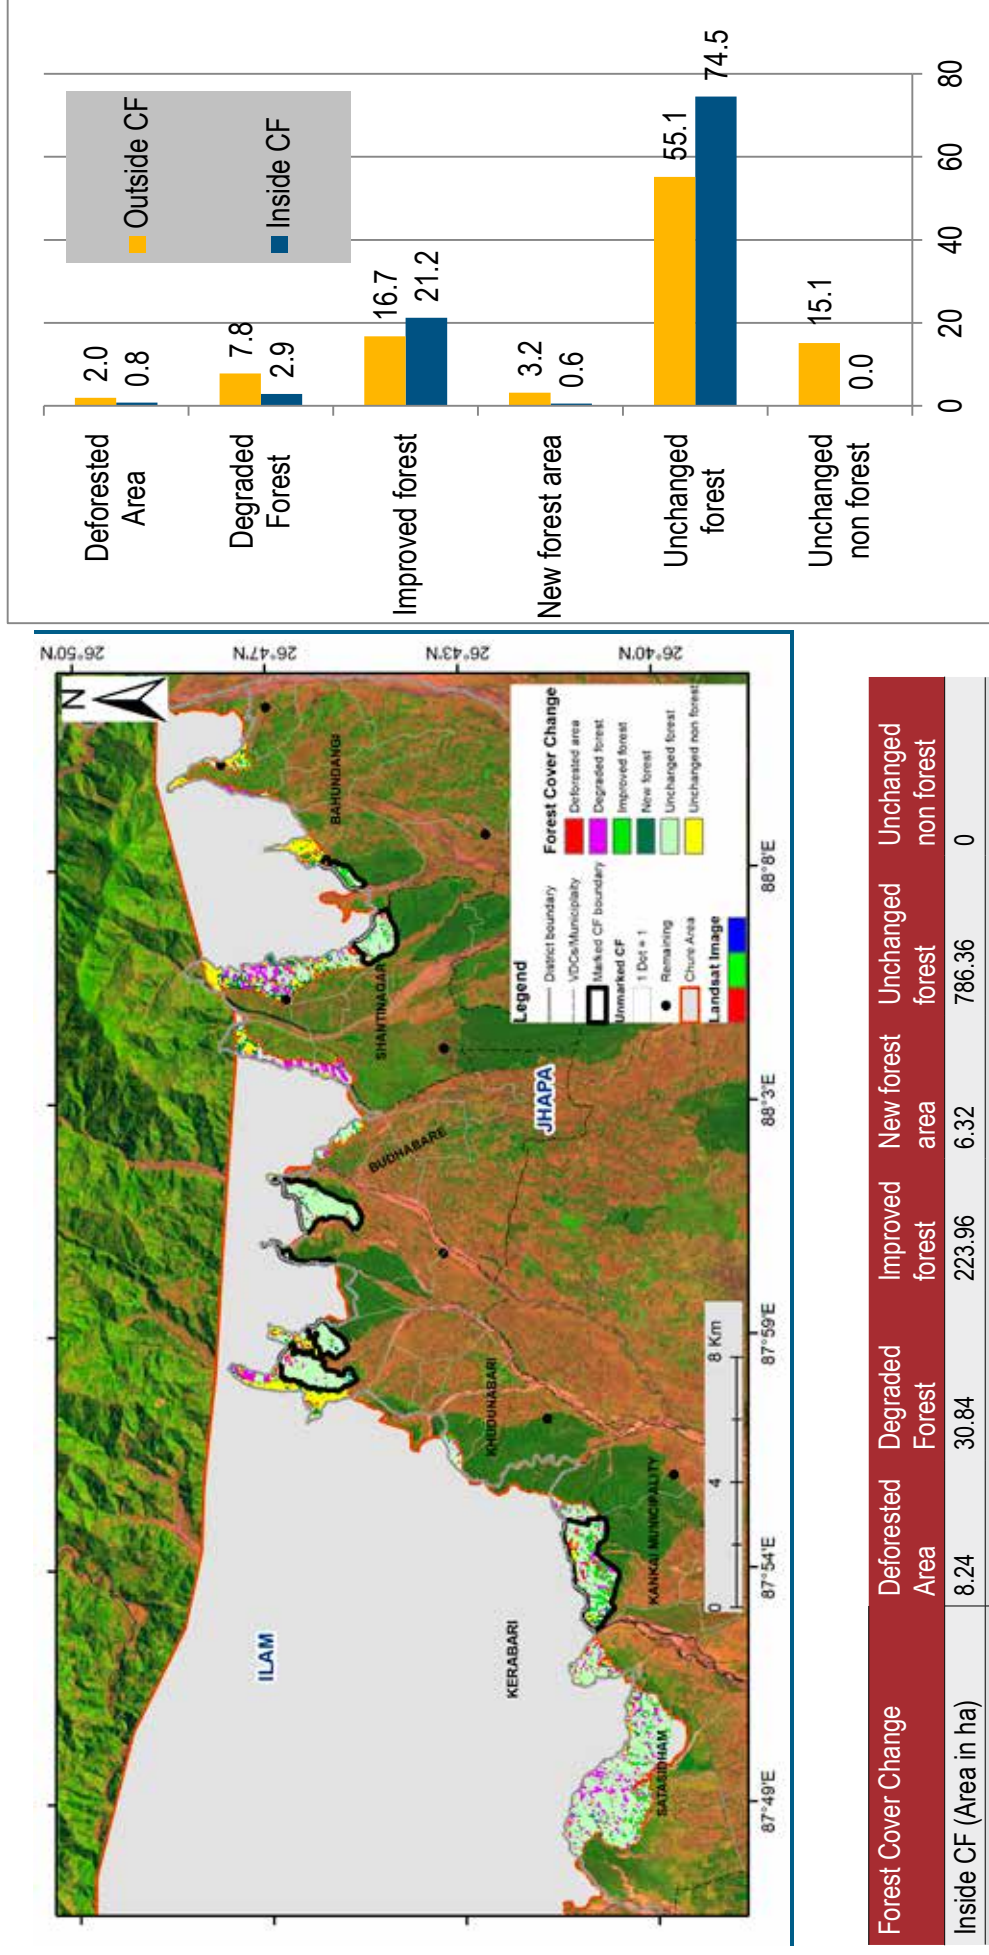 N
26°50'N
26°47'N
26°43'N
26°40'N
87°49'E
87°54'E
87°59'E
88°3'E
88°8'E
ILAM
KERABARI
SATASIDHAM
KANKAI MUNICIPALITY
KHUDUNABARI
BUDHABARE
JHAPA
SHANTINAGAR
BAHUNDANGI
0 4 8 Km
Legend
District boundary
VDCs/Municiplaity
Marked CF boundary
Unmarked CF
1 Dot = 1
Remaining
Chure Area
Landsat Image
Forest Cover Change
Deforested area
Degraded forest
Improved forest
New forest
Unchanged forest
Unchanged non forest
Outside CF
Inside CF
Deforested
Area
2.0
0.8
Degraded
Forest
7.8
2.9
Improved forest
16.7
21.2
New forest area
3.2
0.6
Unchanged
forest
55.1
74.5
Unchanged
non forest
15.1
0.0
0 20 40 60 80
Forest Cover Change
Deforested
Area
Degraded
Forest
Improved
forest
New forest
area
Unchanged
forest
Unchanged
non forest
Inside CF (Area in ha) 8.24 30.84 223.96 6.32 786.36 0